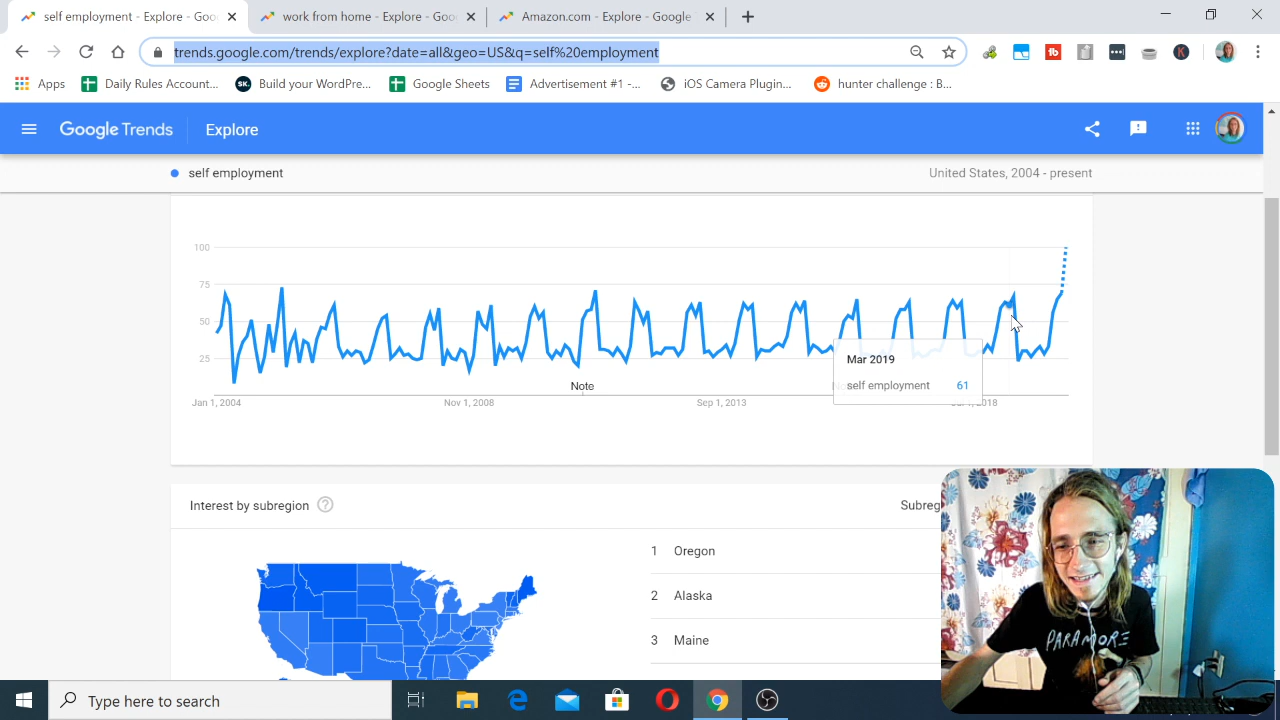 self employment - Explore - Goo
work from home - Explore - Goo
Amazon.com - Explore - Google
trends.google.com/trends/explore?date=all&geo=US&q=self%20employment
Apps
Daily Rules Account...
Build your WordPre...
Google Sheets
Advertisement #1 -...
iOS Camera Plugin...
hunter challenge : B...
Google Trends
Explore
self employment
United States, 2004 - present
100
75
50
25
Note
Mar 2019
self employment 61
Jan 1, 2004
Nov 1, 2008
Sep 1, 2013
2018
Interest by subregion
Subreg
1 Oregon
2 Alaska
3 Maine
PARAMORE
Type here to search